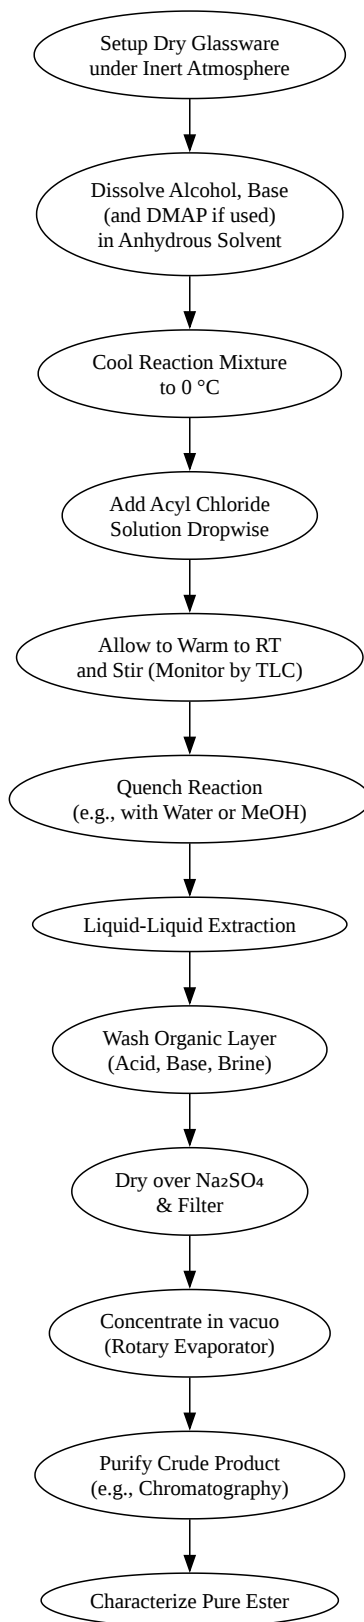 Setup Dry Glassware
under Inert Atmosphere
Dissolve Alcohol, Base
(and DMAP if used)
in Anhydrous Solvent
Cool Reaction Mixture
to 0 °C
Add Acyl Chloride
Solution Dropwise
Allow to Warm to RT
and Stir (Monitor by TLC)
Quench Reaction
(e.g., with Water or MeOH)
Liquid-Liquid Extraction
Wash Organic Layer
(Acid, Base, Brine)
Dry over Na₂SO₄
& Filter
Concentrate in vacuo
(Rotary Evaporator)
Purify Crude Product
(e.g., Chromatography)
Characterize Pure Ester